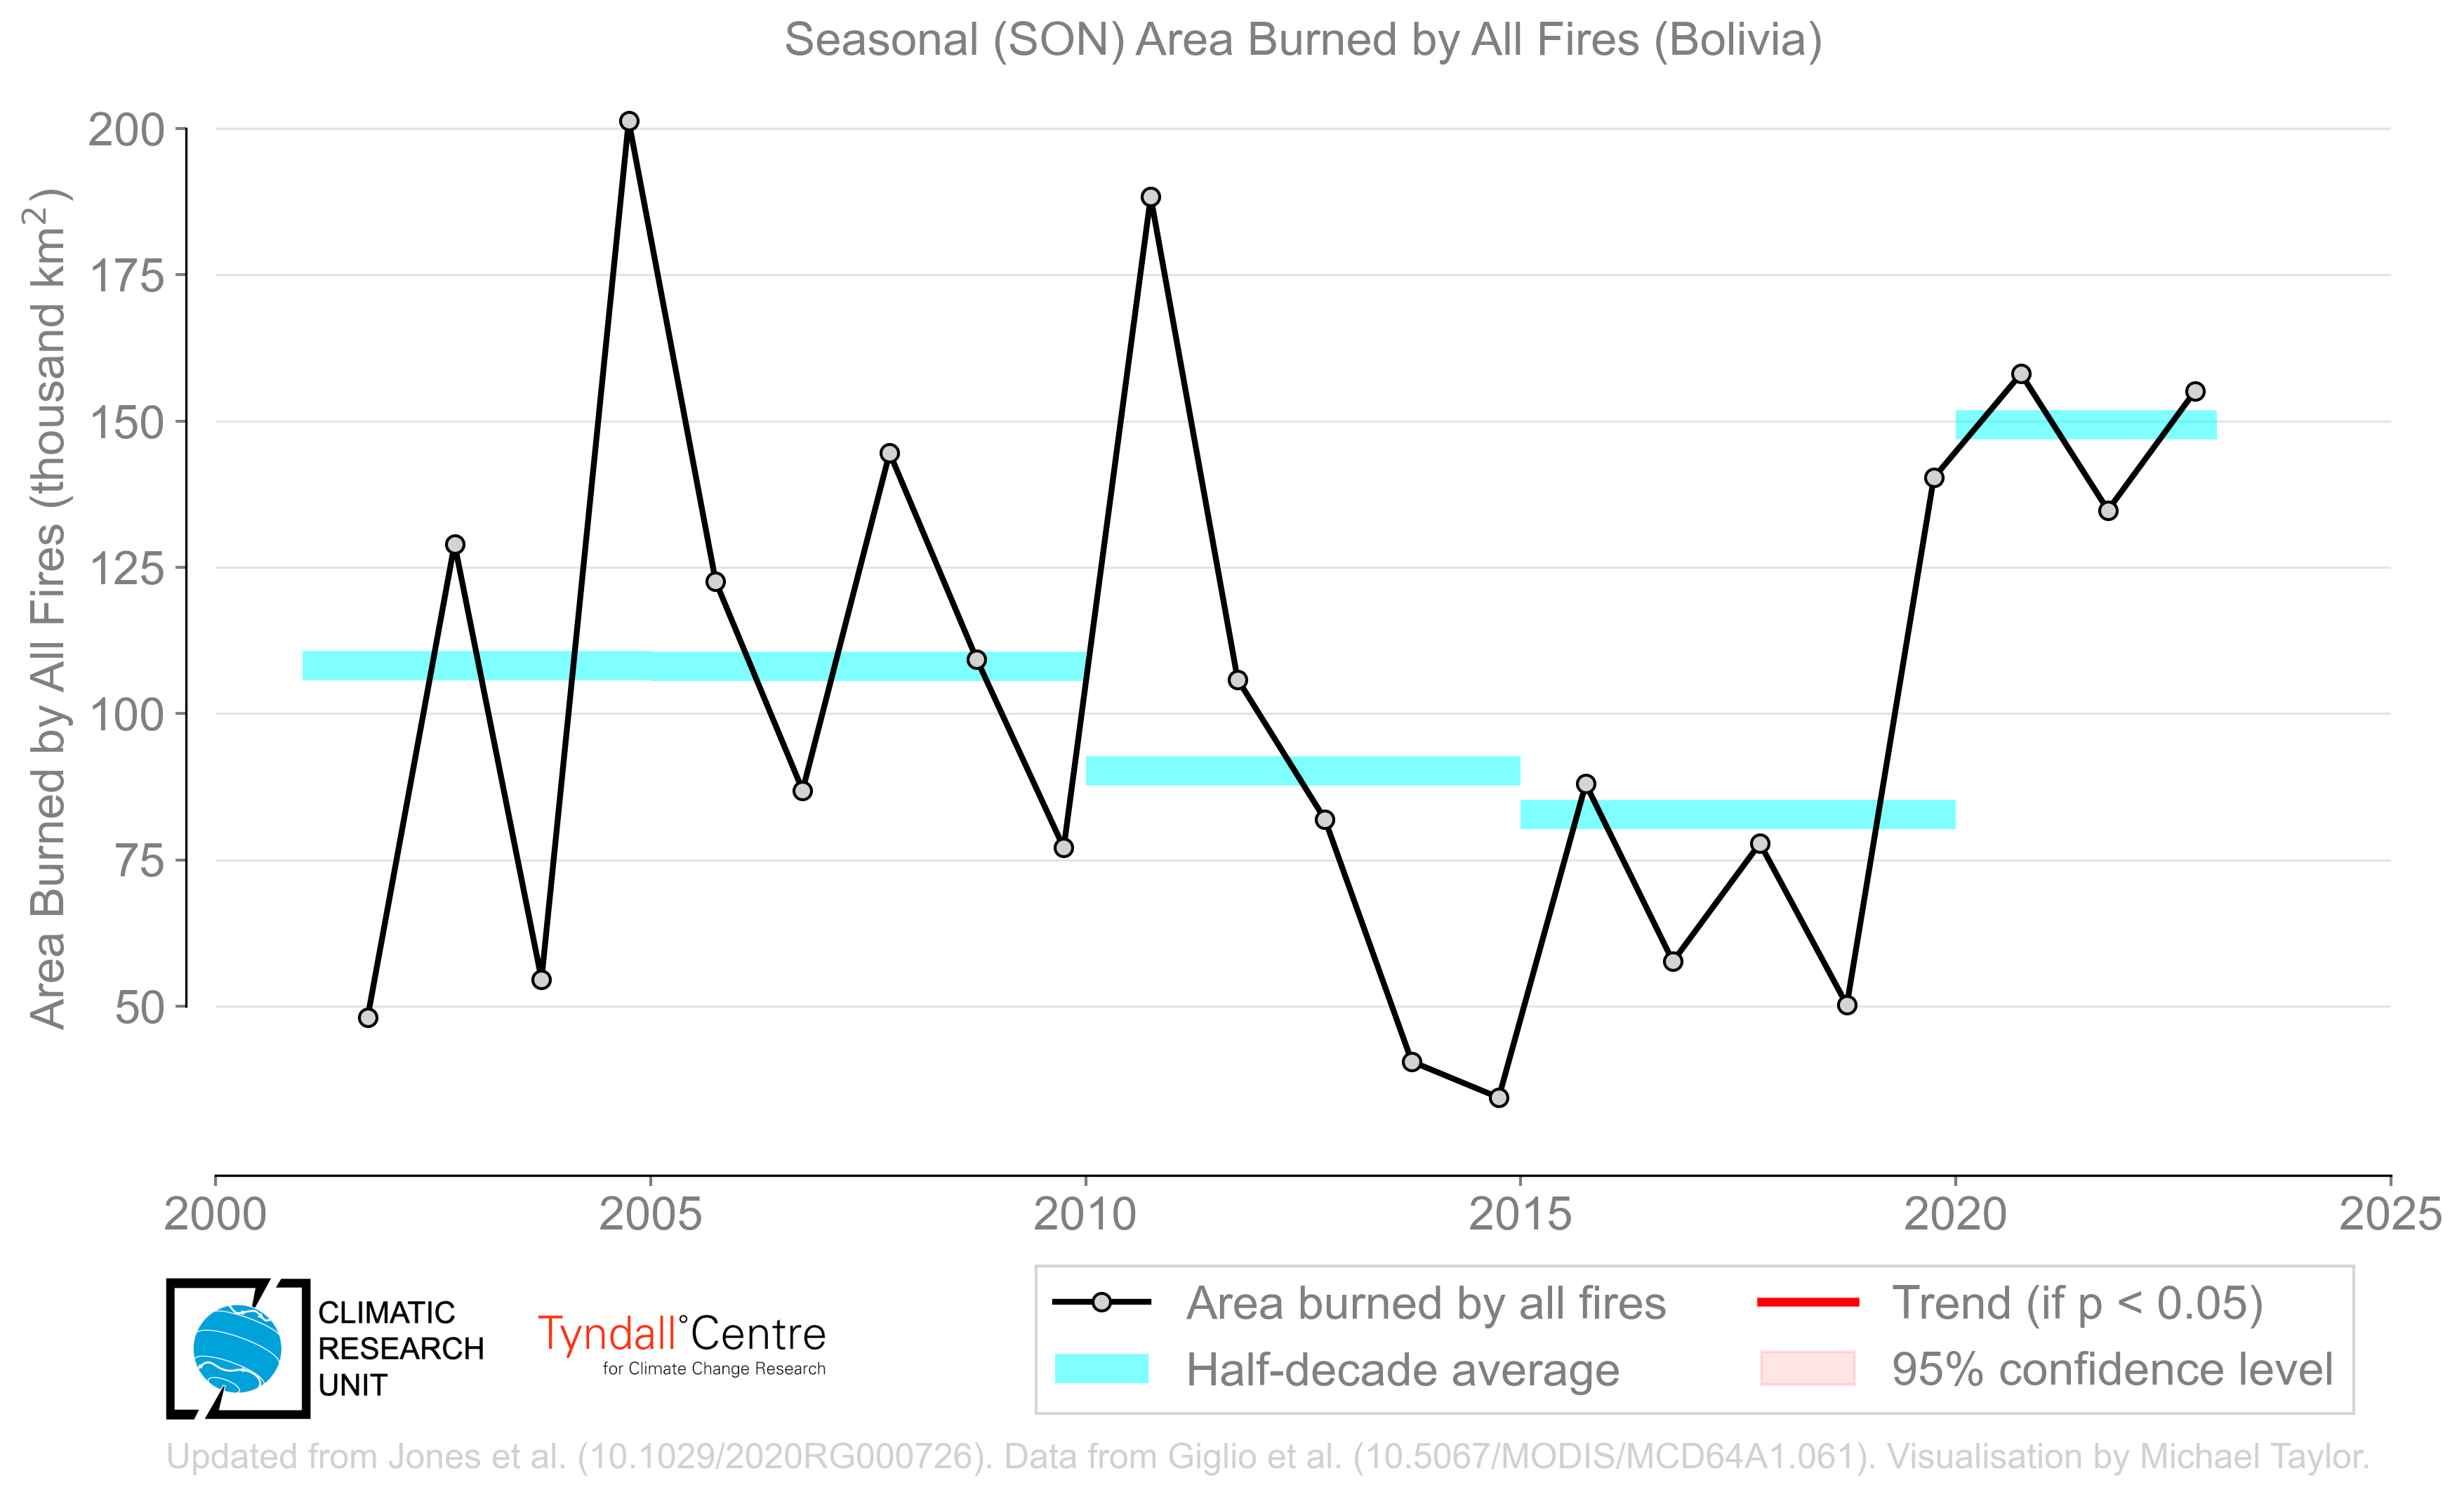 Seasonal (SON) Area Burned by All Fires (Bolivia)
Area Burned by All Fires (thousand km²)
200
175
150
125
100
75
50
2000 2005 2010 2015 2020 2025
CLIMATIC
RESEARCH
UNIT
Tyndall°Centre
for Climate Change Research
Area burned by all fires
Half-decade average
Trend (if p < 0.05)
95% confidence level
Updated from Jones et al. (10.1029/2020RG000726). Data from Giglio et al. (10.5067/MODIS/MCD64A1.061). Visualisation by Michael Taylor.